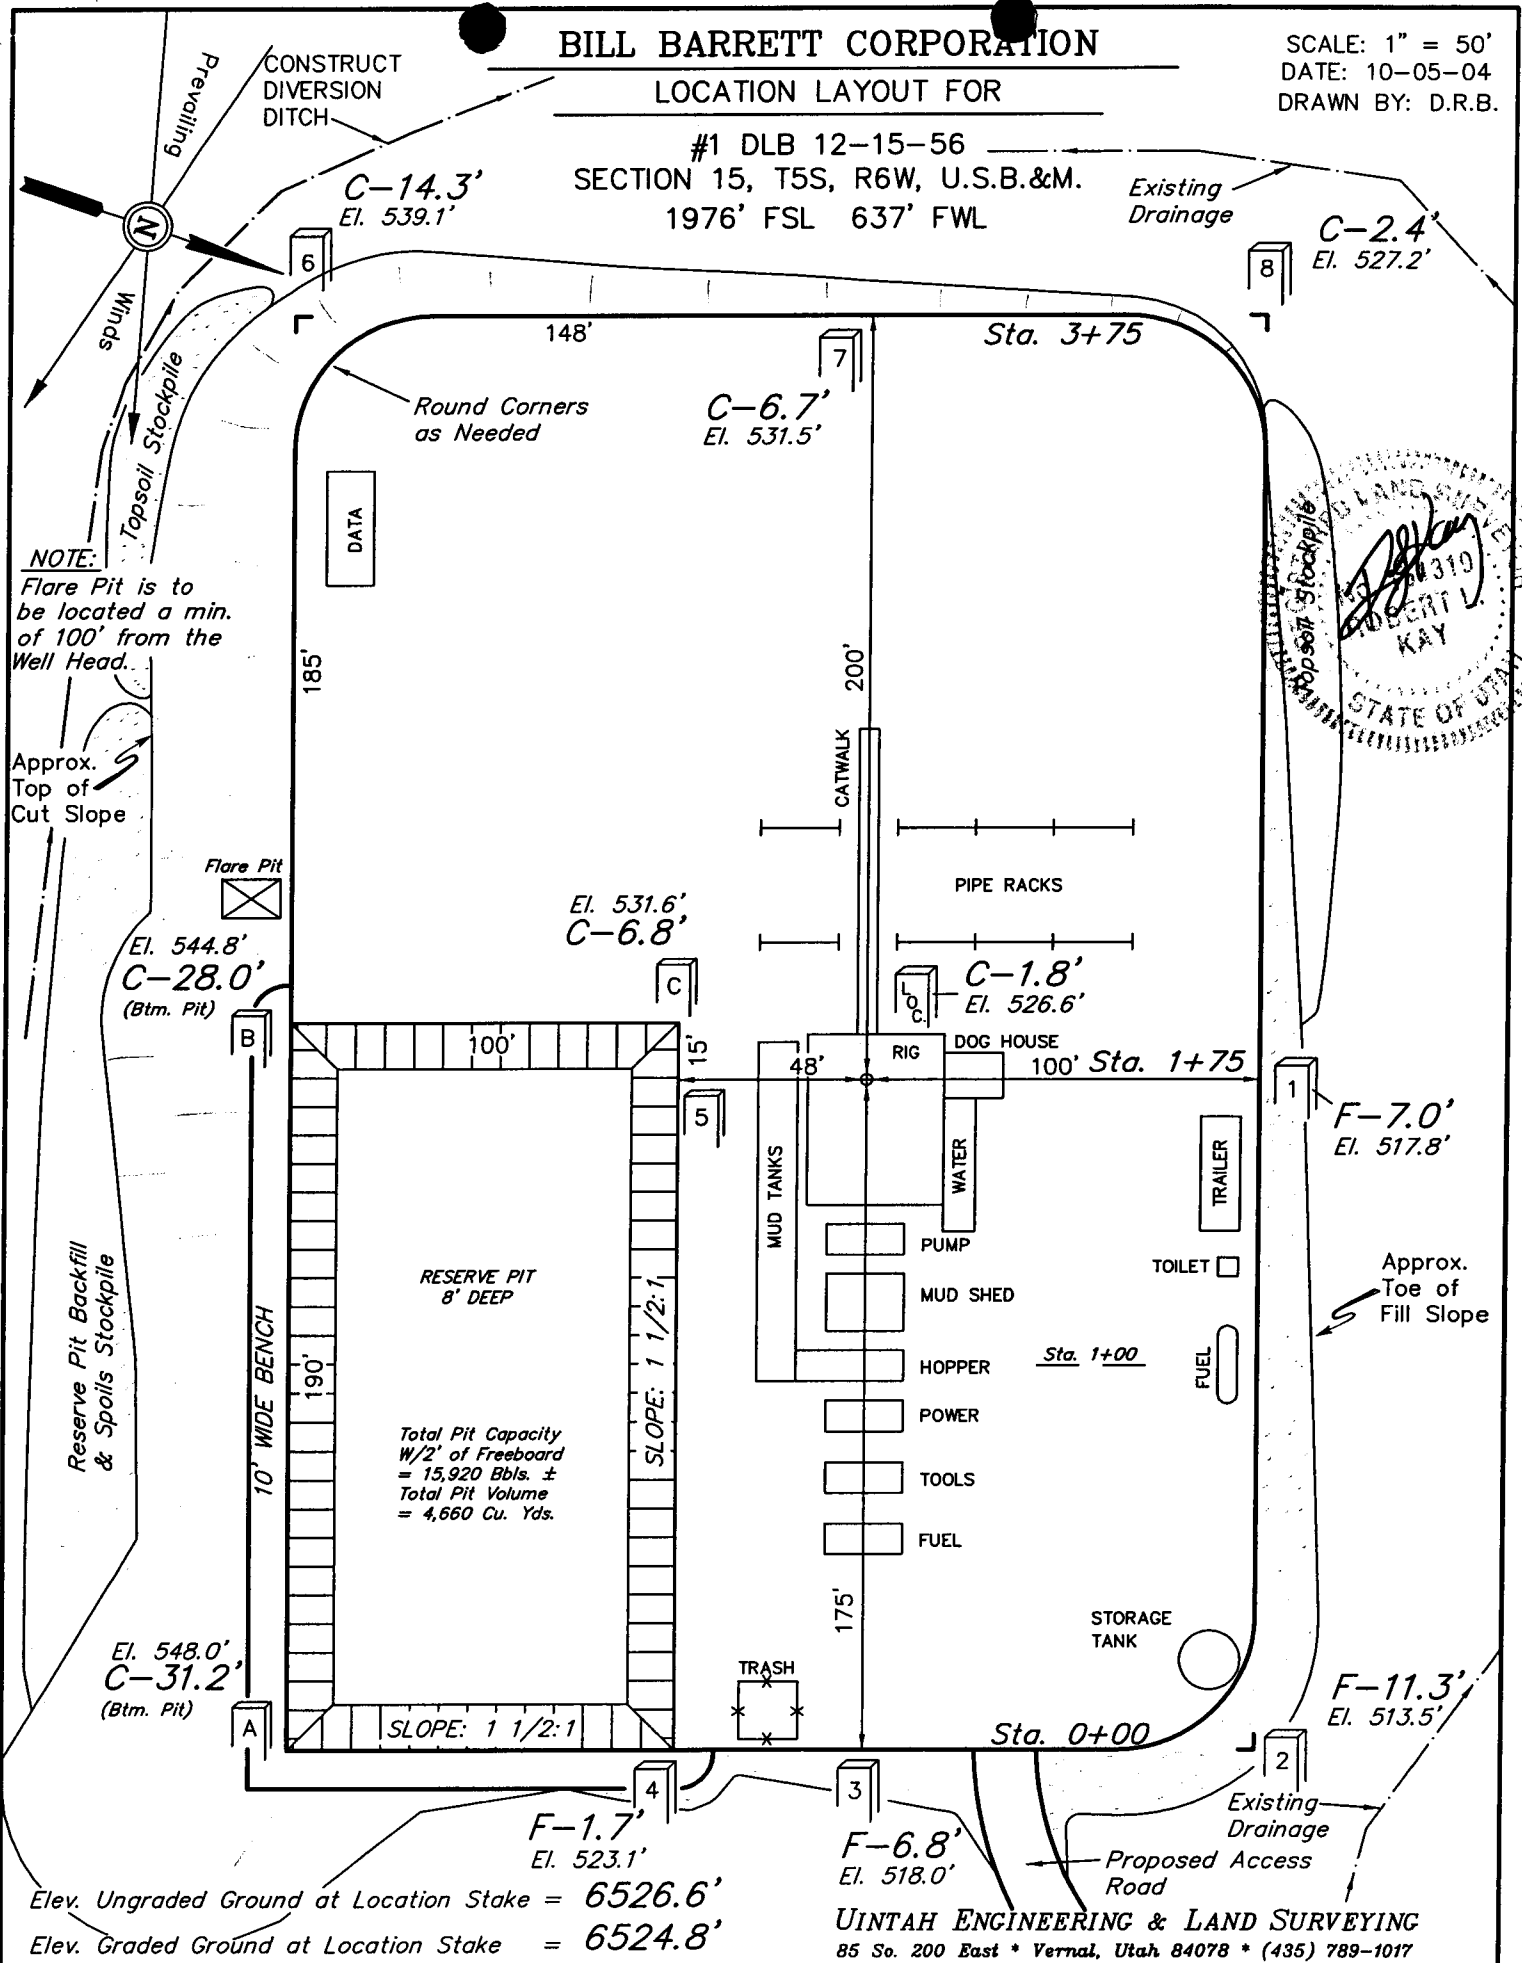 BILL BARRETT CORPORATION
LOCATION LAYOUT FOR
#1 DLB 12-15-56
SECTION 15, T5S, R6W, U.S.B.&M.
1976' FSL 637' FWL
SCALE: 1" = 50'
DATE: 10-05-04
DRAWN BY: D.R.B.
CONSTRUCT
DIVERSION
DITCH
Prevailing
Winds
N
C-14.3'
El. 539.1'
6
Existing
Drainage
C-2.4'
El. 527.2'
8
148'
Sta. 3+75
7
C-6.7'
El. 531.5'
Round Corners
as Needed
Topsoil Stockpile
DATA
NOTE:
Flare Pit is to
be located a min.
of 100' from the
Well Head.
185'
200'
Topsoil Stockpile
LAND
ROBERT L.
KAY
STATE OF UTAH
Approx.
Top of
Cut Slope
CATWALK
PIPE RACKS
Flare Pit
El. 531.6'
C-6.8'
C
El. 544.8'
C-28.0'
(Btm. Pit)
B
LOC.
C-1.8'
El. 526.6'
100'
15'
48'
RIG
DOG HOUSE
100'
Sta. 1+75
1
F-7.0'
El. 517.8'
5
MUD TANKS
WATER
TRAILER
PUMP
TOILET
MUD SHED
RESERVE PIT
8' DEEP
Approx.
Toe of
Fill Slope
Reserve Pit Backfill
& Spoils Stockpile
10' WIDE BENCH
190'
SLOPE: 1 1/2:1
HOPPER
Sta. 1+00
FUEL
POWER
Total Pit Capacity
W/2' of Freeboard
= 15,920 Bbls. ±
Total Pit Volume
= 4,660 Cu. Yds.
TOOLS
FUEL
175'
STORAGE
TANK
El. 548.0'
C-31.2'
(Btm. Pit)
A
TRASH
SLOPE: 1 1/2:1
Sta. 0+00
F-11.3'
El. 513.5'
2
4
3
F-1.7'
El. 523.1'
F-6.8'
El. 518.0'
Existing
Drainage
Proposed Access
Road
Elev. Ungraded Ground at Location Stake = 6526.6'
Elev. Graded Ground at Location Stake = 6524.8'
UINTAH ENGINEERING & LAND SURVEYING
85 So. 200 East * Vernal, Utah 84078 * (435) 789-1017